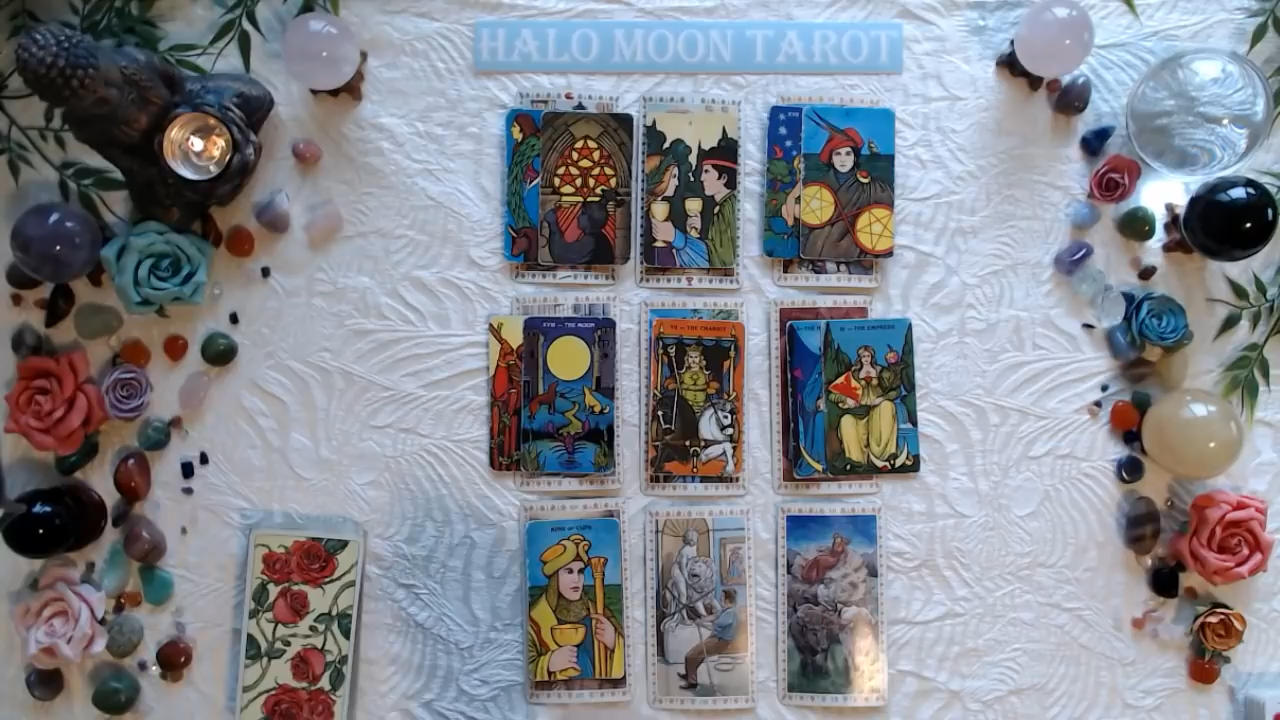 HALO MOON TAROT
XVIII — THE MOON
VII — THE CHARIOT
III — THE EMPRESS
KING OF CUPS